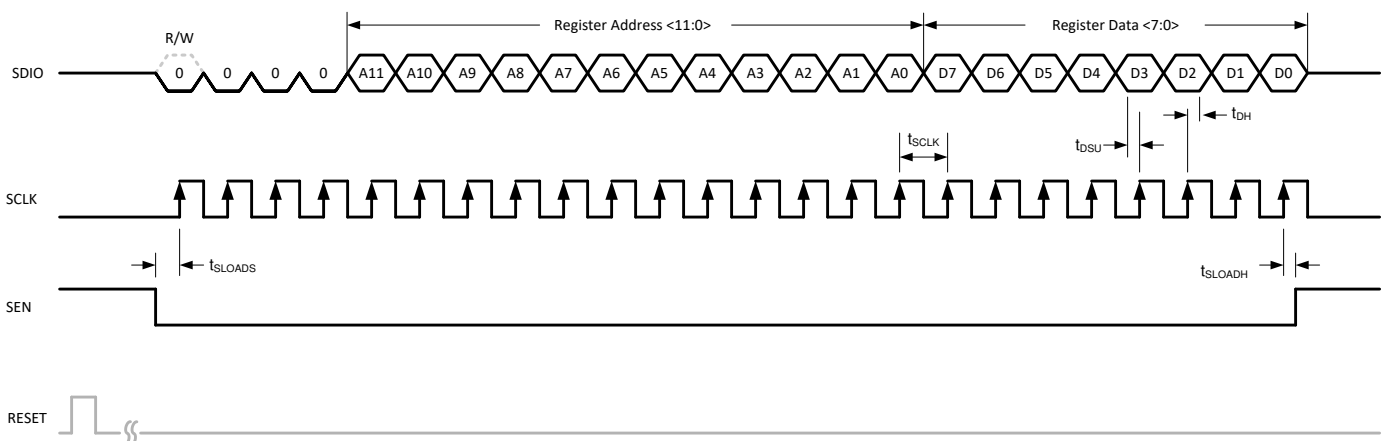 Register Address <11:0>
Register Data <7:0>
R/W
SDIO
0 0 0 0 A11 A10 A9 A8 A7 A6 A5 A4 A3 A2 A1 A0 D7 D6 D5 D4 D3 D2 D1 D0
tDH
tSCLK
tDSU
SCLK
tSLOADS
tSLOADH
SEN
RESET